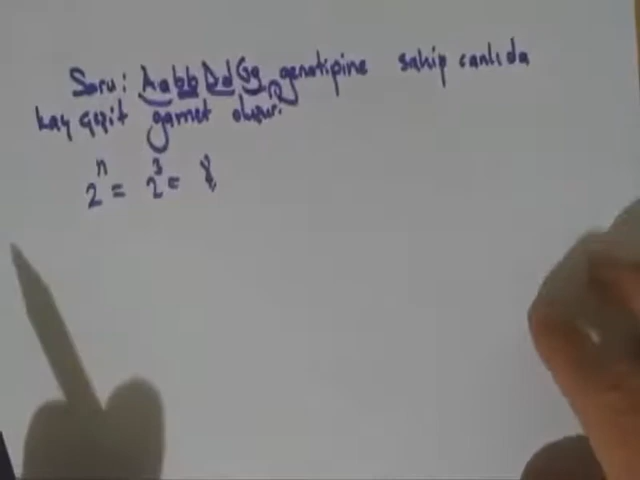 Soru: AabbDdGg genotipine sahip canlıda
kaç çeşit gamet oluşur.
2ⁿ = 2³ = 8